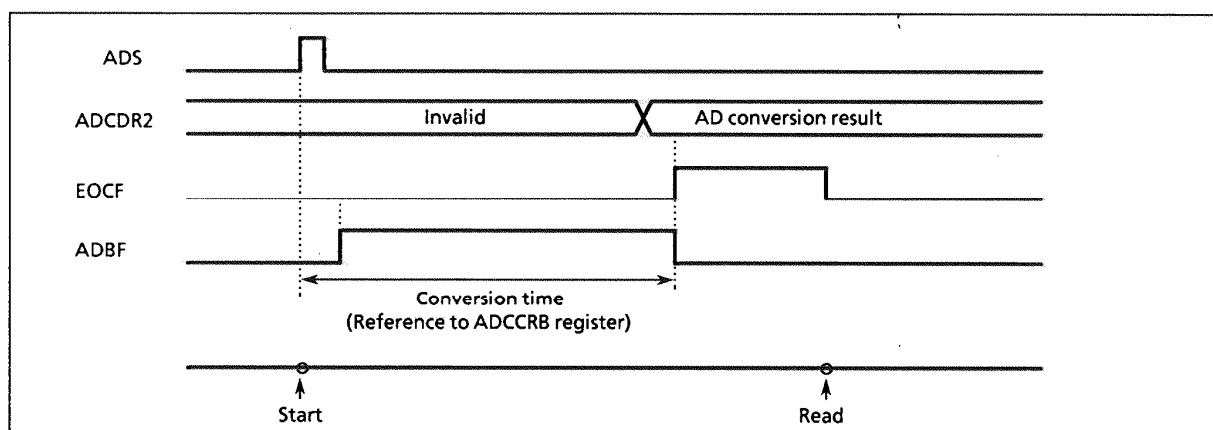 ADS
ADCDR2
Invalid
AD conversion result
EOCF
ADBF
Conversion time
(Reference to ADCCRB register)
Start
Read